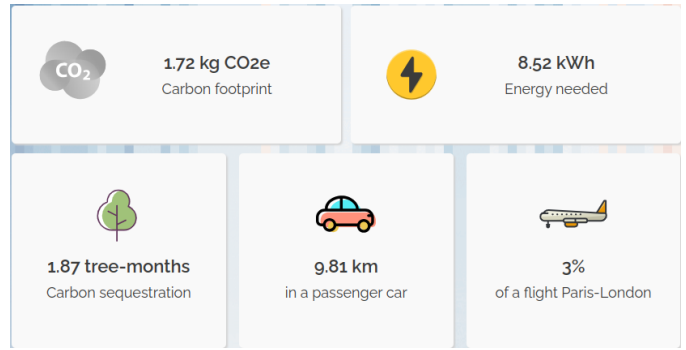 CO2
1.72 kg CO2e
Carbon footprint
8.52 kWh
Energy needed
1.87 tree-months
Carbon sequestration
9.81 km
in a passenger car
3%
of a flight Paris-London